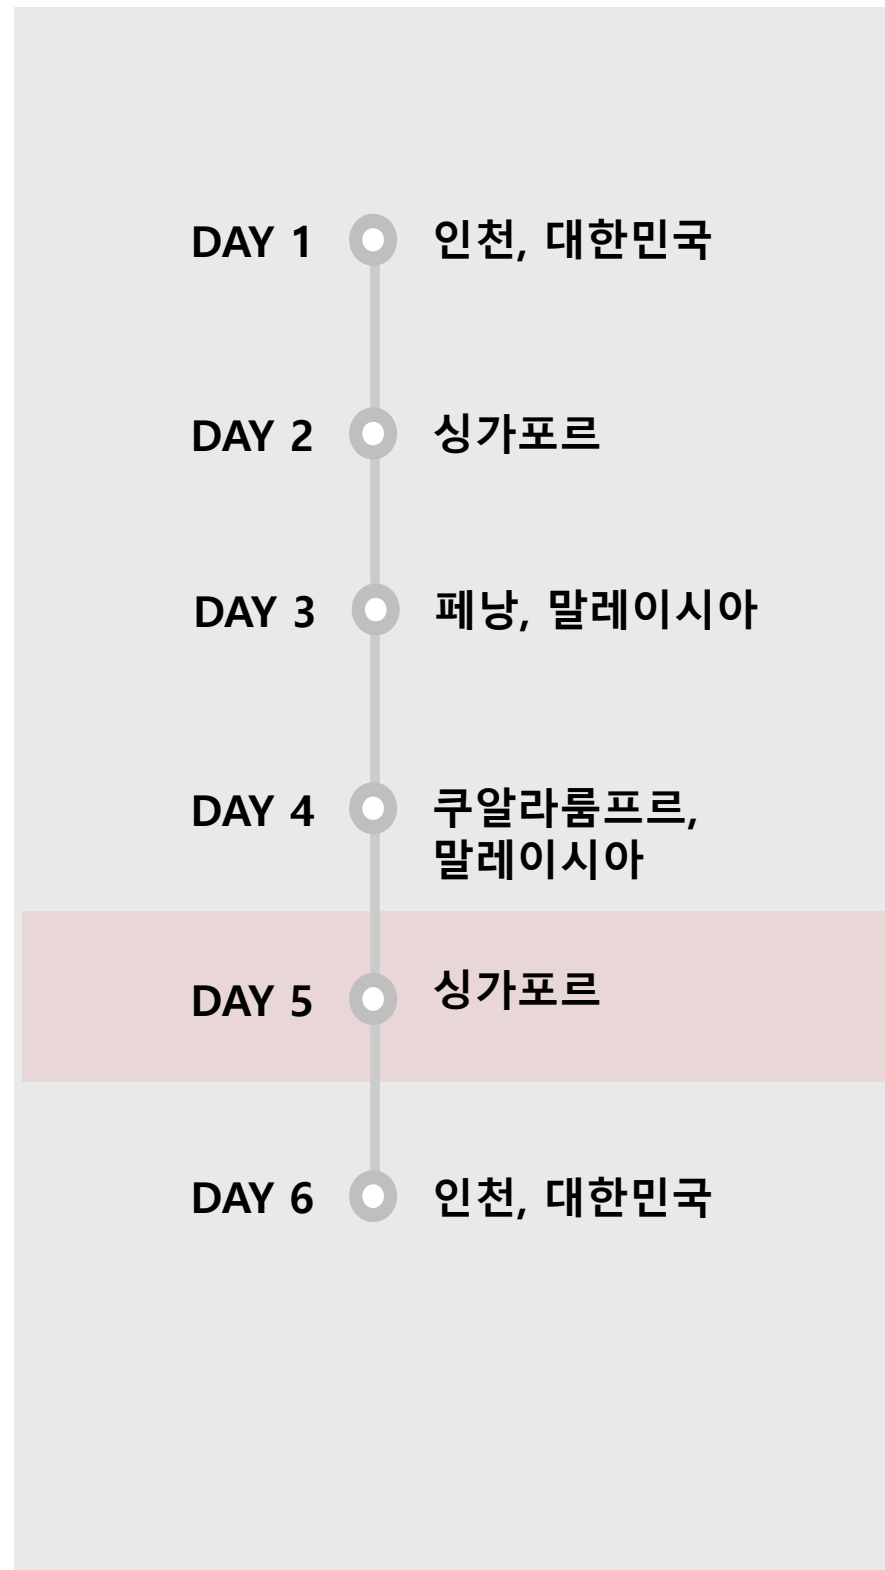 DAY 1 인천, 대한민국
DAY 2 싱가포르
DAY 3 페낭, 말레이시아
DAY 4 쿠알라룸프르,
말레이시아
DAY 5 싱가포르
DAY 6 인천, 대한민국